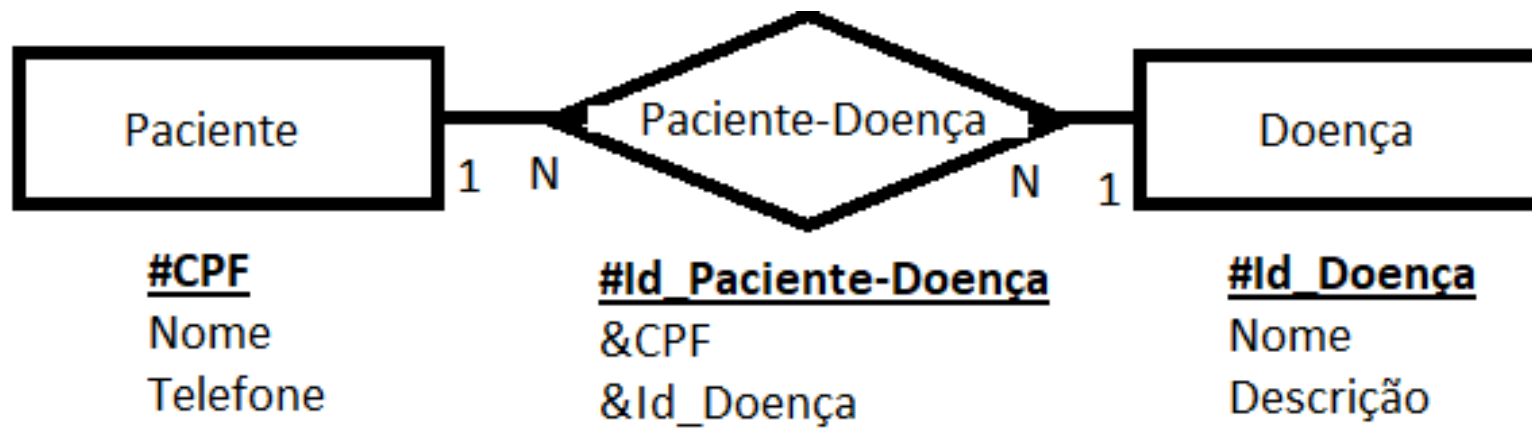 Paciente
Paciente-Doença
Doença
1 N
N 1
#CPF
Nome
Telefone
#Id_Paciente-Doença
&CPF
&Id_Doença
#Id_Doença
Nome
Descrição